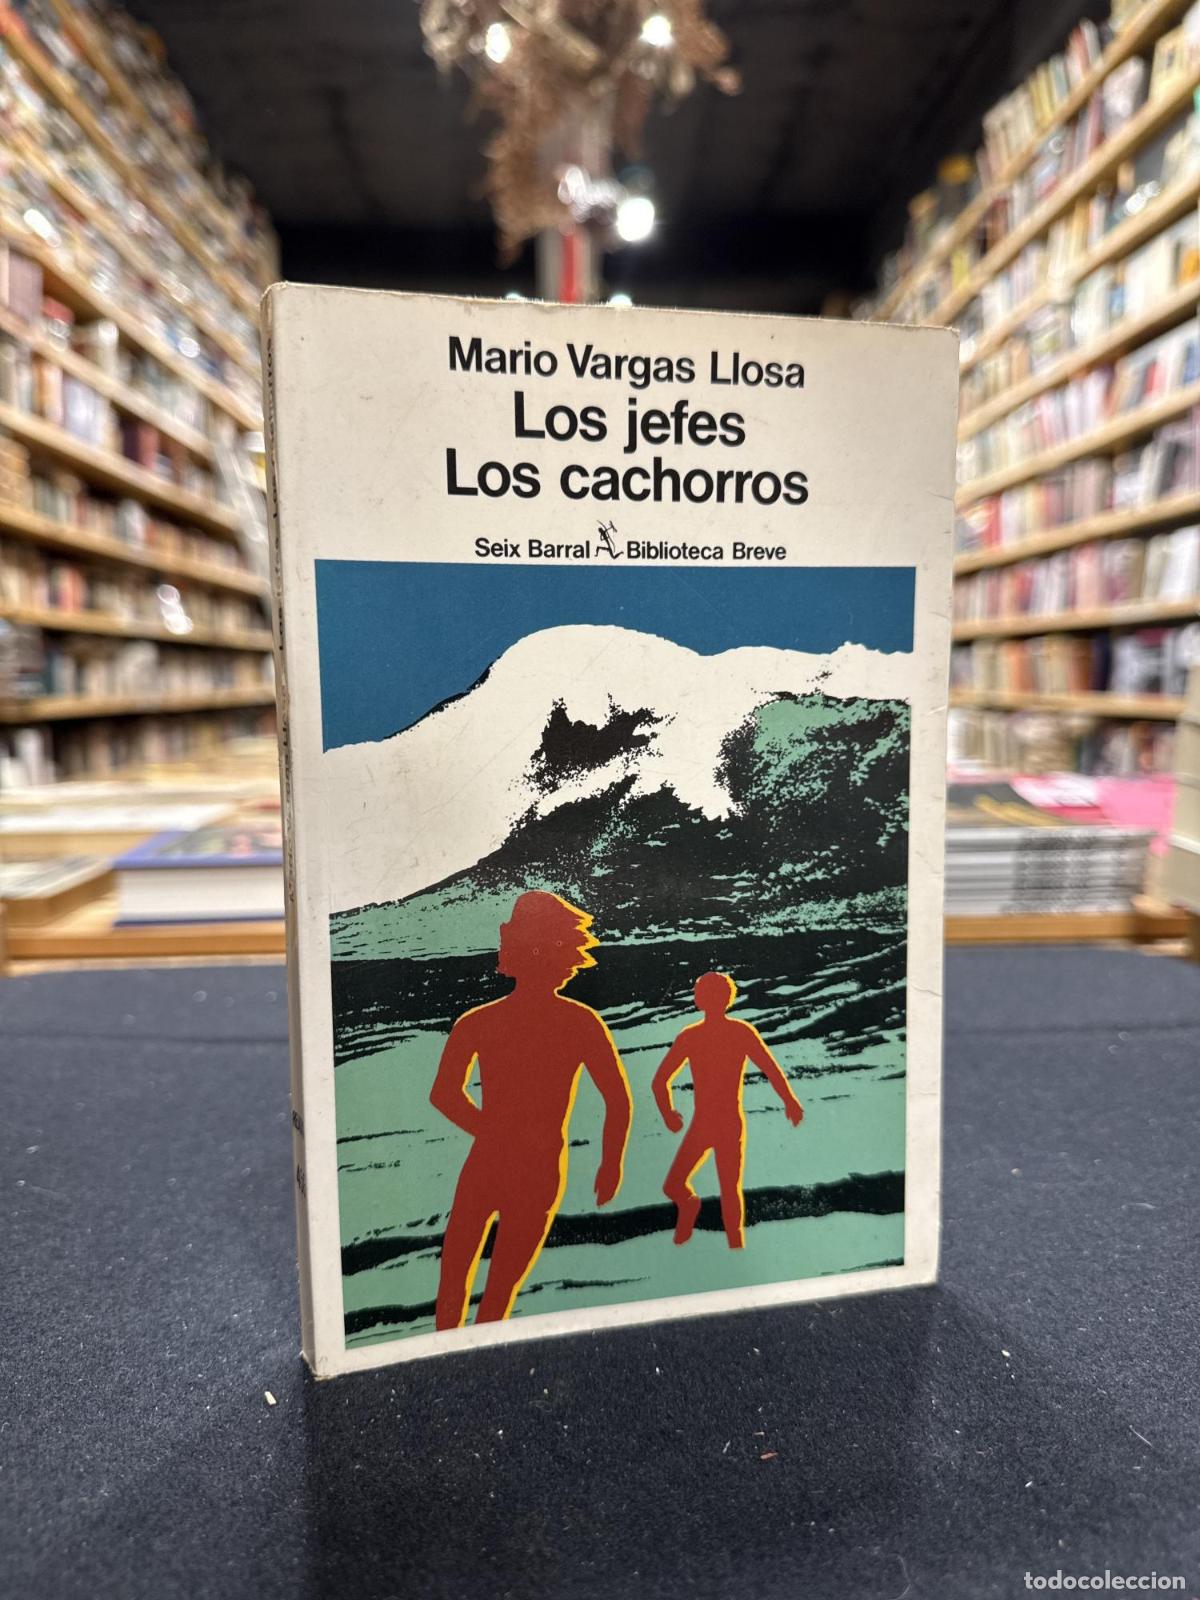 Mario Vargas Llosa
Los jefes
Los cachorros
Seix Barral Biblioteca Breve
todocoleccion